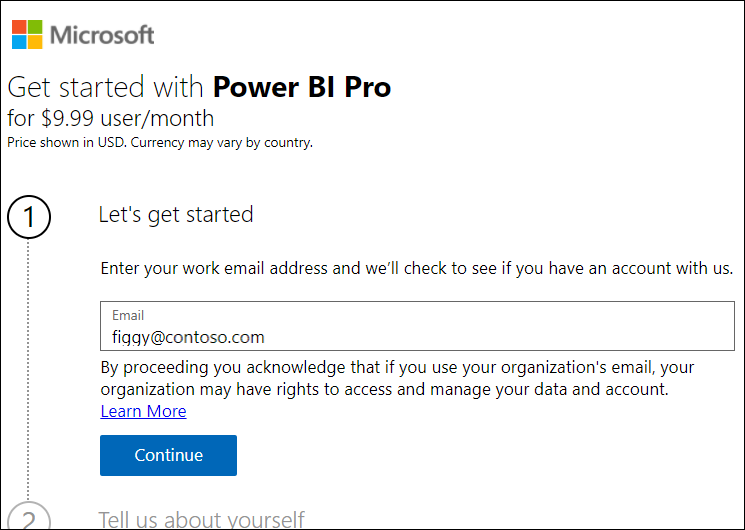 Microsoft
Get started with Power BI Pro
for $9.99 user/month
Price shown in USD. Currency may vary by country.
1
Let's get started
Enter your work email address and we’ll check to see if you have an account with us.
Email
figgy@contoso.com
By proceeding you acknowledge that if you use your organization's email, your
organization may have rights to access and manage your data and account.
Learn More
Continue
2
Tell us about yourself